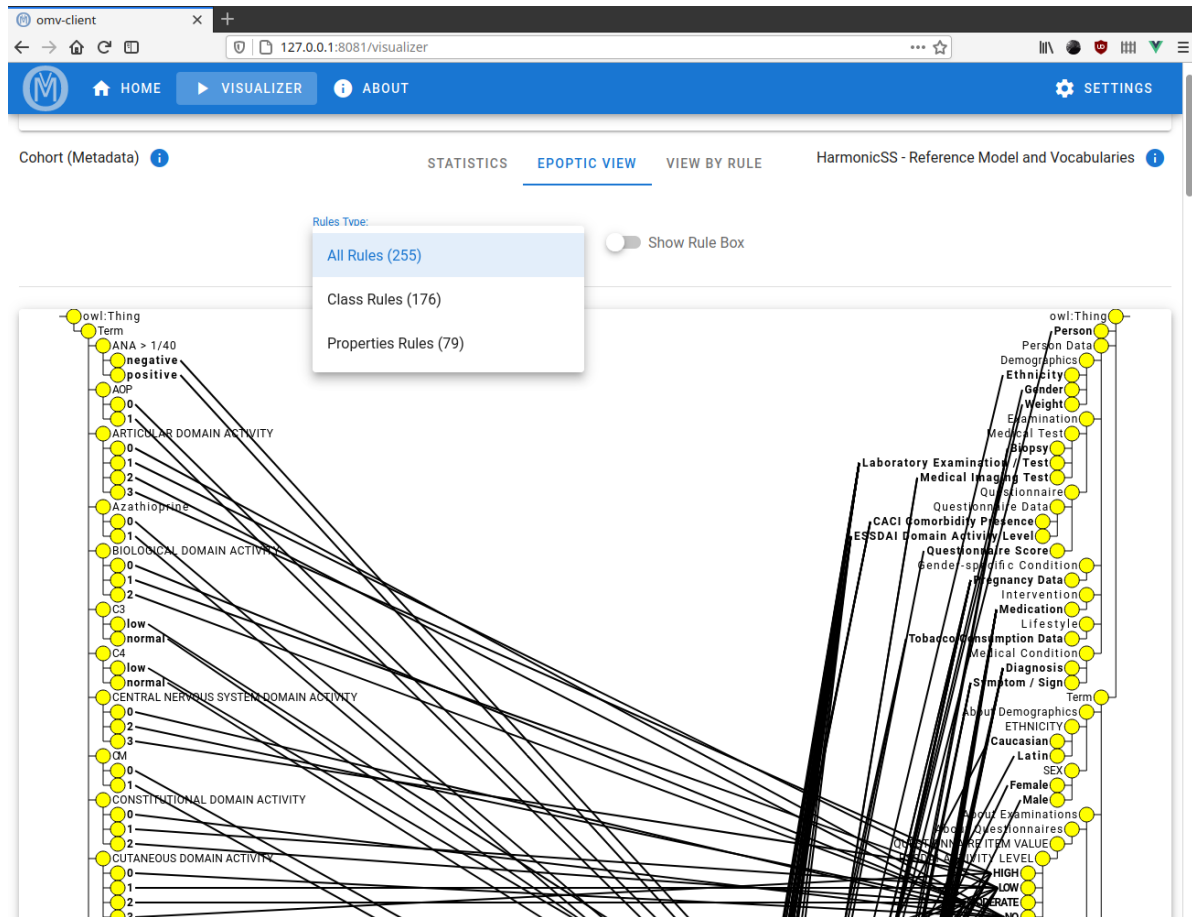 omv-client
127.0.0.1:8081/visualizer
HOME
VISUALIZER
ABOUT
SETTINGS
Cohort (Metadata)
STATISTICS
EPOPTIC VIEW
VIEW BY RULE
HarmonicSS - Reference Model and Vocabularies
Rules Type:
All Rules (255)
Class Rules (176)
Properties Rules (79)
Show Rule Box
owl:Thing
Term
ANA > 1/40
negative
positive
AOP
0
1
ARTICULAR DOMAIN ACTIVITY
0
1
2
3
Azathioprine
0
1
BIOLOGICAL DOMAIN ACTIVITY
0
1
2
C3
low
normal
C4
low
normal
CENTRAL NERVOUS SYSTEM DOMAIN ACTIVITY
0
2
3
CM
0
1
CONSTITUTIONAL DOMAIN ACTIVITY
0
1
2
CUTANEOUS DOMAIN ACTIVITY
0
1
2
3
owl:Thing
Person
Person Data
Demographics
Ethnicity
Gender
Weight
Examination
Medical Test
Biopsy
Laboratory Examination / Test
Medical Imaging Test
Questionnaire
Questionnaire Data
CACI Comorbidity Presence
ESSDAI Domain Activity Level
Questionnaire Score
Gender-specific Condition
Pregnancy Data
Intervention
Medication
Lifestyle
Tobacco Consumption Data
Medical Condition
Diagnosis
Symptom / Sign
Term
About Demographics
ETHNICITY
Caucasian
Latin
SEX
Female
Male
About Examinations
About Questionnaires
QUESTIONNAIRE ITEM VALUE
ACTIVITY LEVEL
HIGH
LOW
MODERATE
NO